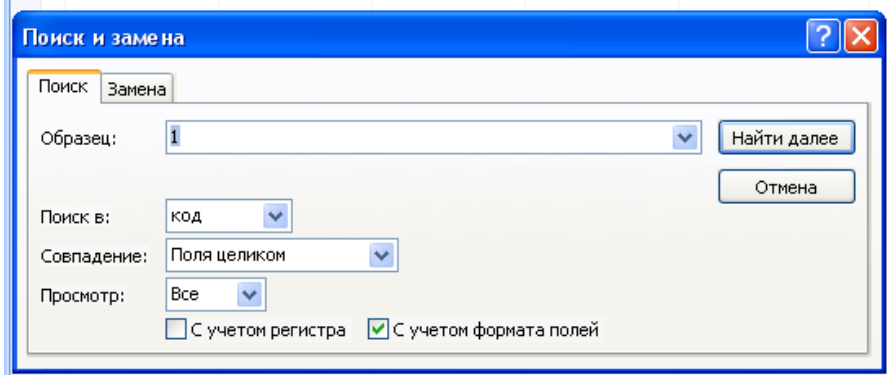 Поиск и замена
Поиск Замена
Образец: 1 Найти далее
Отмена
Поиск в: код
Совпадение: Поля целиком
Просмотр: Все
С учетом регистра С учетом формата полей